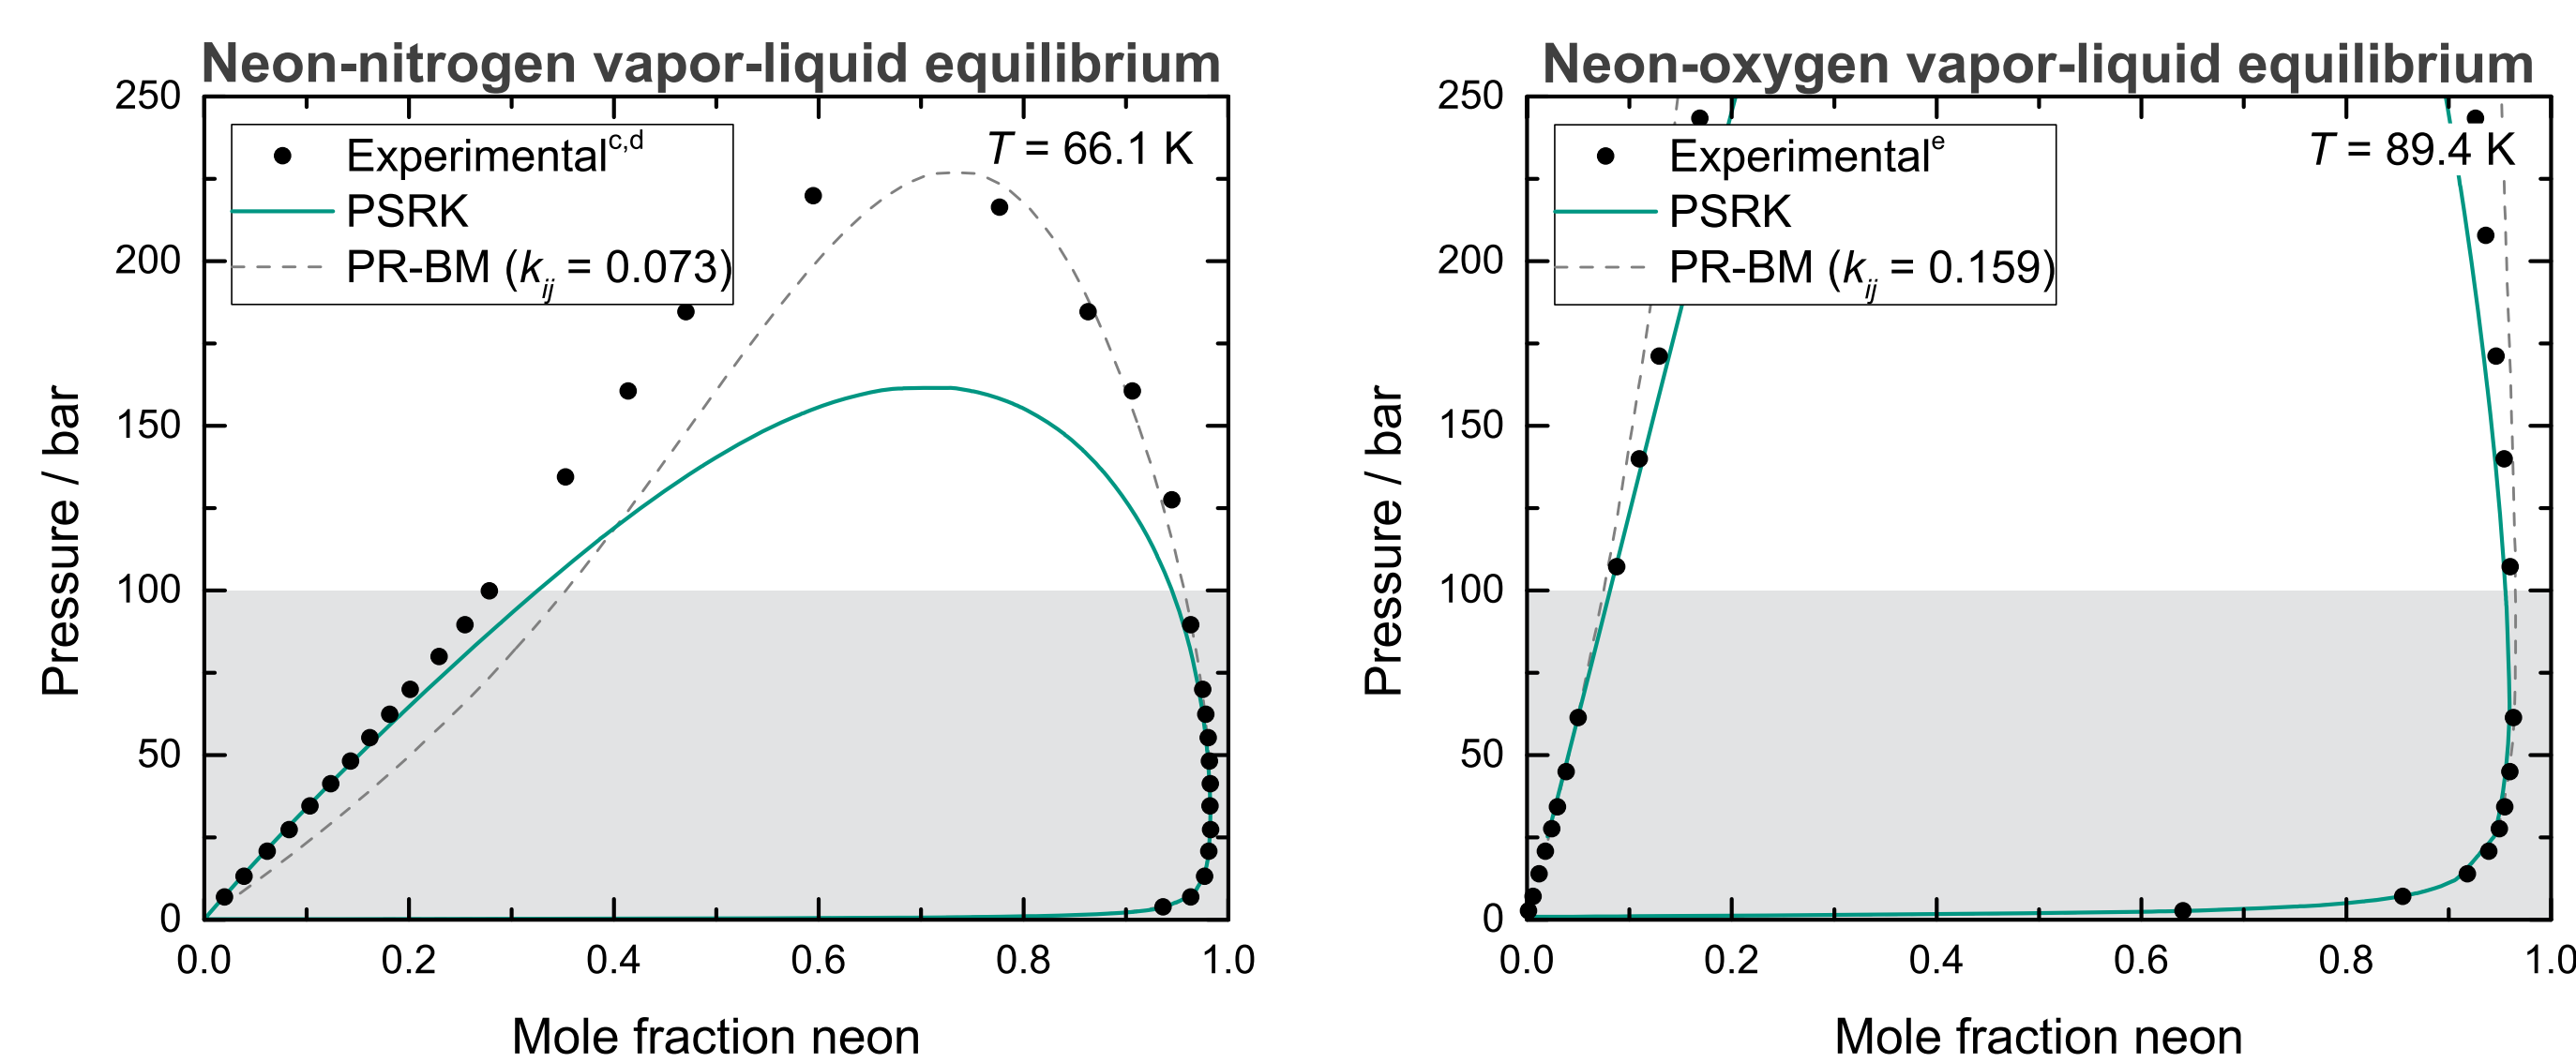 Neon-nitrogen vapor-liquid equilibrium
250
200
150
100
50
0
Pressure / bar
Experimental^c,d
PSRK
PR-BM (k_ij = 0.073)
T = 66.1 K
0.0 0.2 0.4 0.6 0.8 1.0
Mole fraction neon
Neon-oxygen vapor-liquid equilibrium
250
200
150
100
50
0
Pressure / bar
Experimental^e
PSRK
PR-BM (k_ij = 0.159)
T = 89.4 K
0.0 0.2 0.4 0.6 0.8 1.0
Mole fraction neon